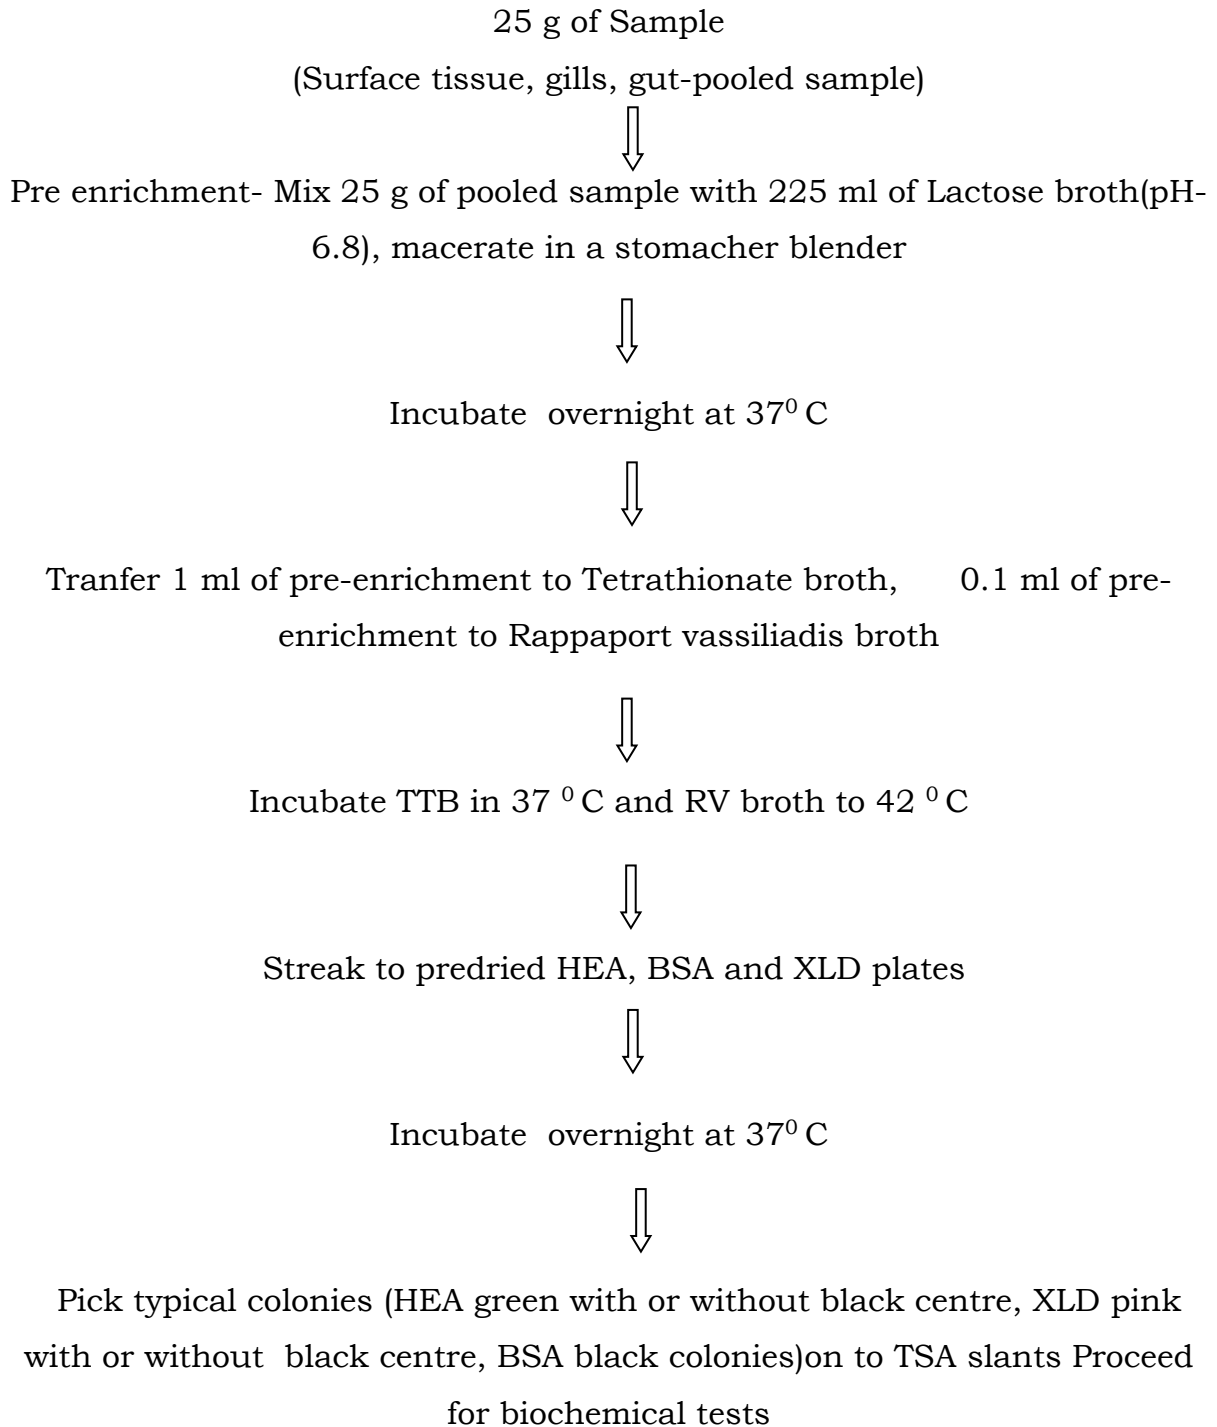 25 g of Sample
(Surface tissue, gills, gut-pooled sample)
Pre enrichment- Mix 25 g of pooled sample with 225 ml of Lactose broth(pH-
6.8), macerate in a stomacher blender
Incubate  overnight at 37⁰ C
Tranfer 1 ml of pre-enrichment to Tetrathionate broth,      0.1 ml of pre-
enrichment to Rappaport vassiliadis broth
Incubate TTB in 37 ⁰ C and RV broth to 42 ⁰ C
Streak to predried HEA, BSA and XLD plates
Incubate  overnight at 37⁰ C
Pick typical colonies (HEA green with or without black centre, XLD pink
with or without  black centre, BSA black colonies)on to TSA slants Proceed
for biochemical tests